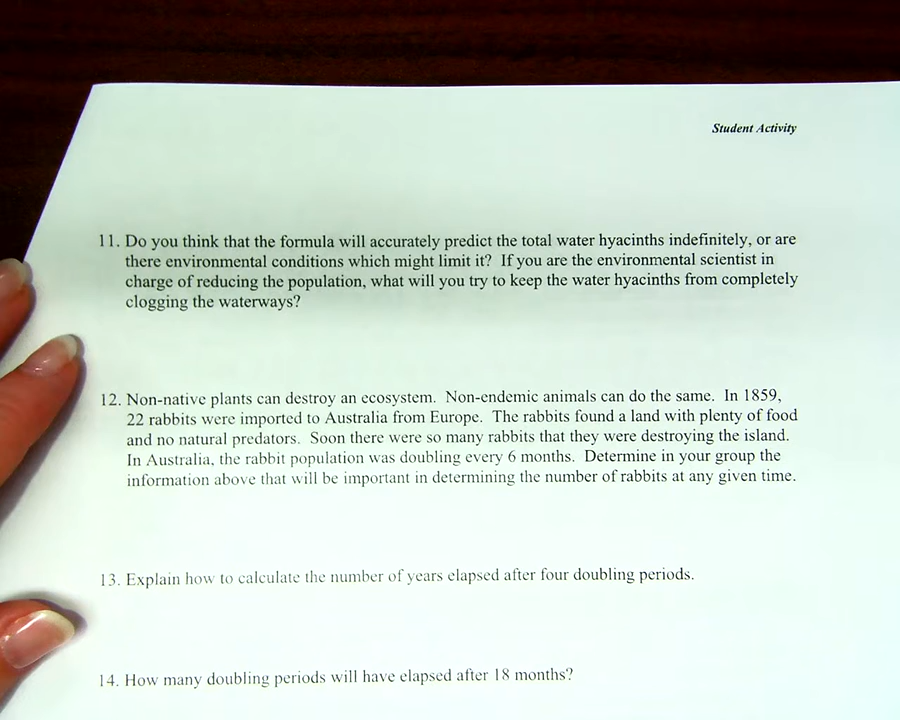 Student Activity
11. Do you think that the formula will accurately predict the total water hyacinths indefinitely, or are
there environmental conditions which might limit it? If you are the environmental scientist in
charge of reducing the population, what will you try to keep the water hyacinths from completely
clogging the waterways?
12. Non-native plants can destroy an ecosystem. Non-endemic animals can do the same. In 1859,
22 rabbits were imported to Australia from Europe. The rabbits found a land with plenty of food
and no natural predators. Soon there were so many rabbits that they were destroying the island.
In Australia, the rabbit population was doubling every 6 months. Determine in your group the
information above that will be important in determining the number of rabbits at any given time.
13. Explain how to calculate the number of years elapsed after four doubling periods.
14. How many doubling periods will have elapsed after 18 months?